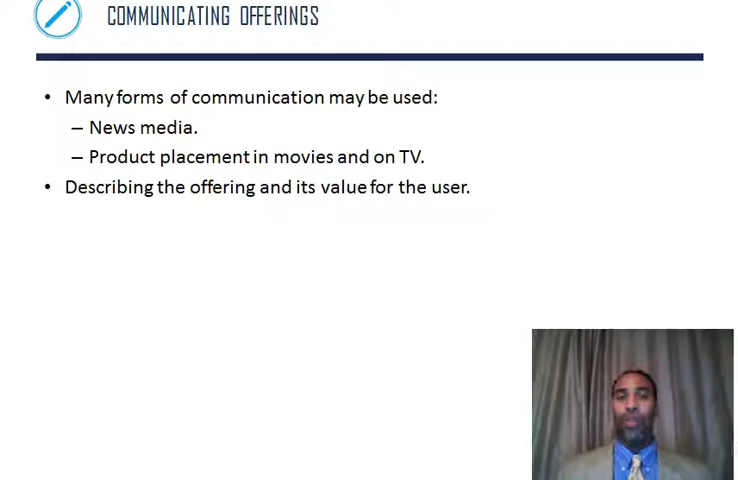 COMMUNICATING OFFERINGS
• Many forms of communication may be used:
– News media.
– Product placement in movies and on TV.
• Describing the offering and its value for the user.